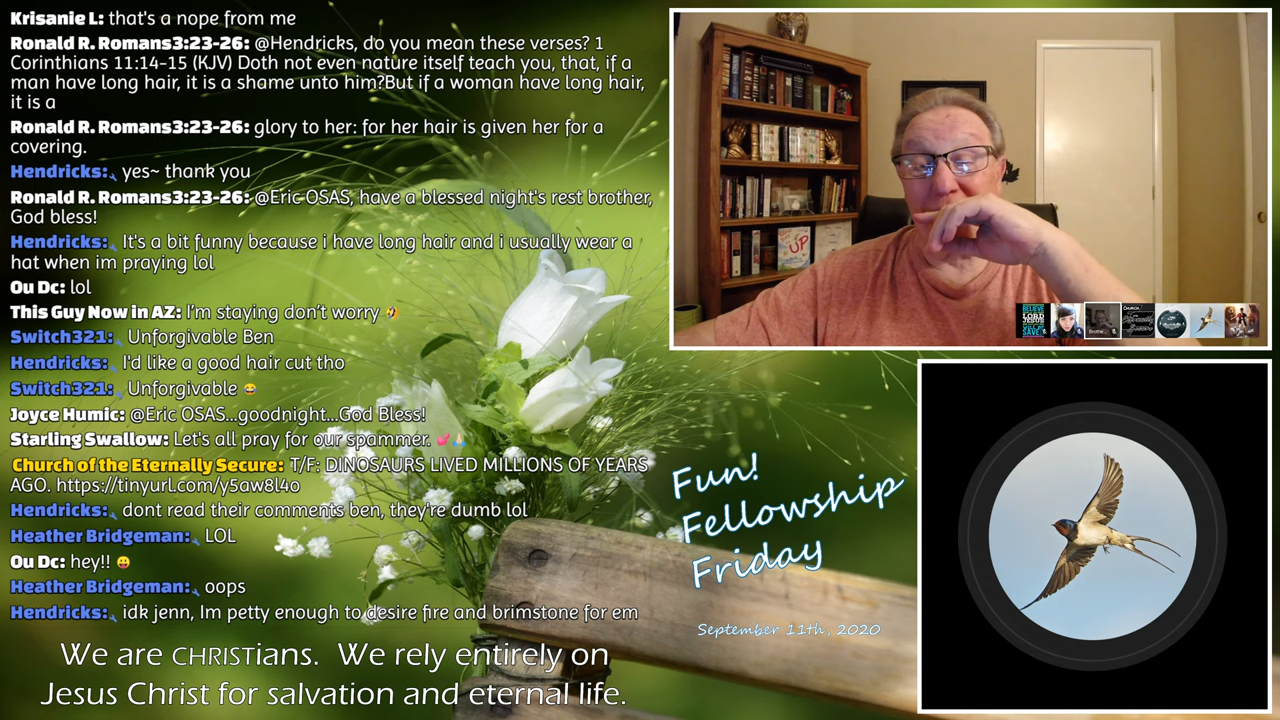 Krisanie L: that's a nope from me
Ronald R. Romans3:23-26: @Hendricks, do you mean these verses? 1
Corinthians 11:14-15 (KJV) Doth not even nature itself teach you, that, if a
man have long hair, it is a shame unto him?But if a woman have long hair,
it is a
Ronald R. Romans3:23-26: glory to her: for her hair is given her for a
covering.
Hendricks: yes~ thank you
Ronald R. Romans3:23-26: @Eric OSAS, have a blessed night's rest brother,
God bless!
Hendricks: It's a bit funny because i have long hair and i usually wear a
hat when im praying lol
Ou Dc: lol
This Guy Now in AZ: I'm staying don't worry 🤣
Switch321: Unforgivable Ben
Hendricks: I'd like a good hair cut tho
Switch321: Unforgivable 😂
Joyce Humic: @Eric OSAS...goodnight...God Bless!
Starling Swallow: Let's all pray for our spammer. 💕🙏🏻
Church of the Eternally Secure: T/F: DINOSAURS LIVED MILLIONS OF YEARS
AGO. https://tinyurl.com/y5aw8l4o
Hendricks: dont read their comments ben, they're dumb lol
Heather Bridgeman: LOL
Ou Dc: hey!! 😛
Heather Bridgeman: oops
Hendricks: idk jenn, Im petty enough to desire fire and brimstone for em
We are CHRISTians. We rely entirely on
Jesus Christ for salvation and eternal life.
UP
BELIEVE
LORD
JESUS
SAVE
Brothe...
CHURCH
Fun!
Fellowship
Friday
September 11th, 2020